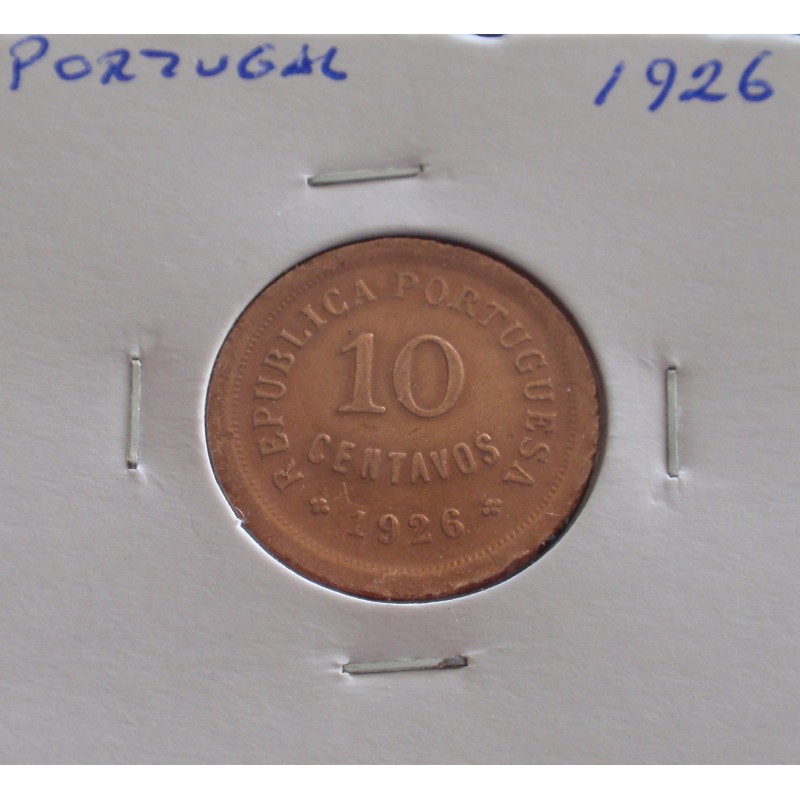 PORTUGAL 1926
REPUBLICA PORTUGUESA
10
CENTAVOS
1926